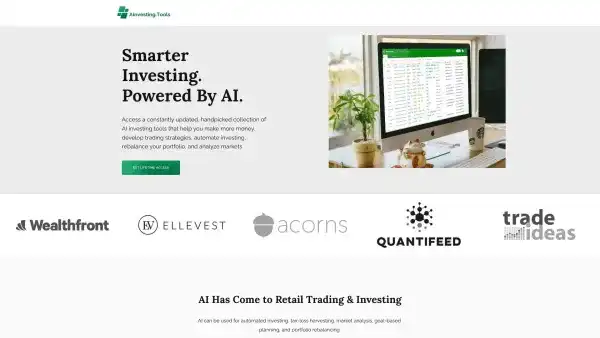 AInvesting.Tools
Smarter
Investing.
Powered By AI.
Access a constantly updated, handpicked collection of
AI investing tools that help you make more money,
develop trading strategies, automate investing,
rebalance your portfolio, and analyze markets
GET LIFETIME ACCESS
Wealthfront
EV ELLEVEST
acorns
QUANTIFEED
trade
ideas
AI Has Come to Retail Trading & Investing
AI can be used for automated investing, tax-loss harvesting, market analysis, goal-based
planning, and portfolio rebalancing